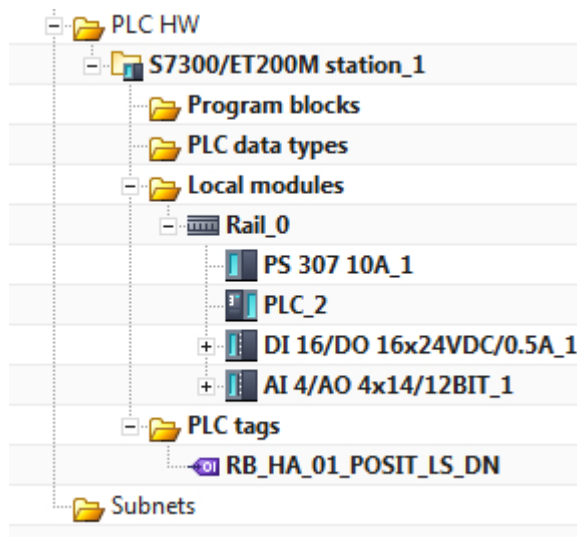 PLC HW
S7300/ET200M station_1
Program blocks
PLC data types
Local modules
Rail_0
PS 307 10A_1
PLC_2
DI 16/DO 16x24VDC/0.5A_1
AI 4/AO 4x14/12BIT_1
PLC tags
RB_HA_01_POSIT_LS_DN
Subnets